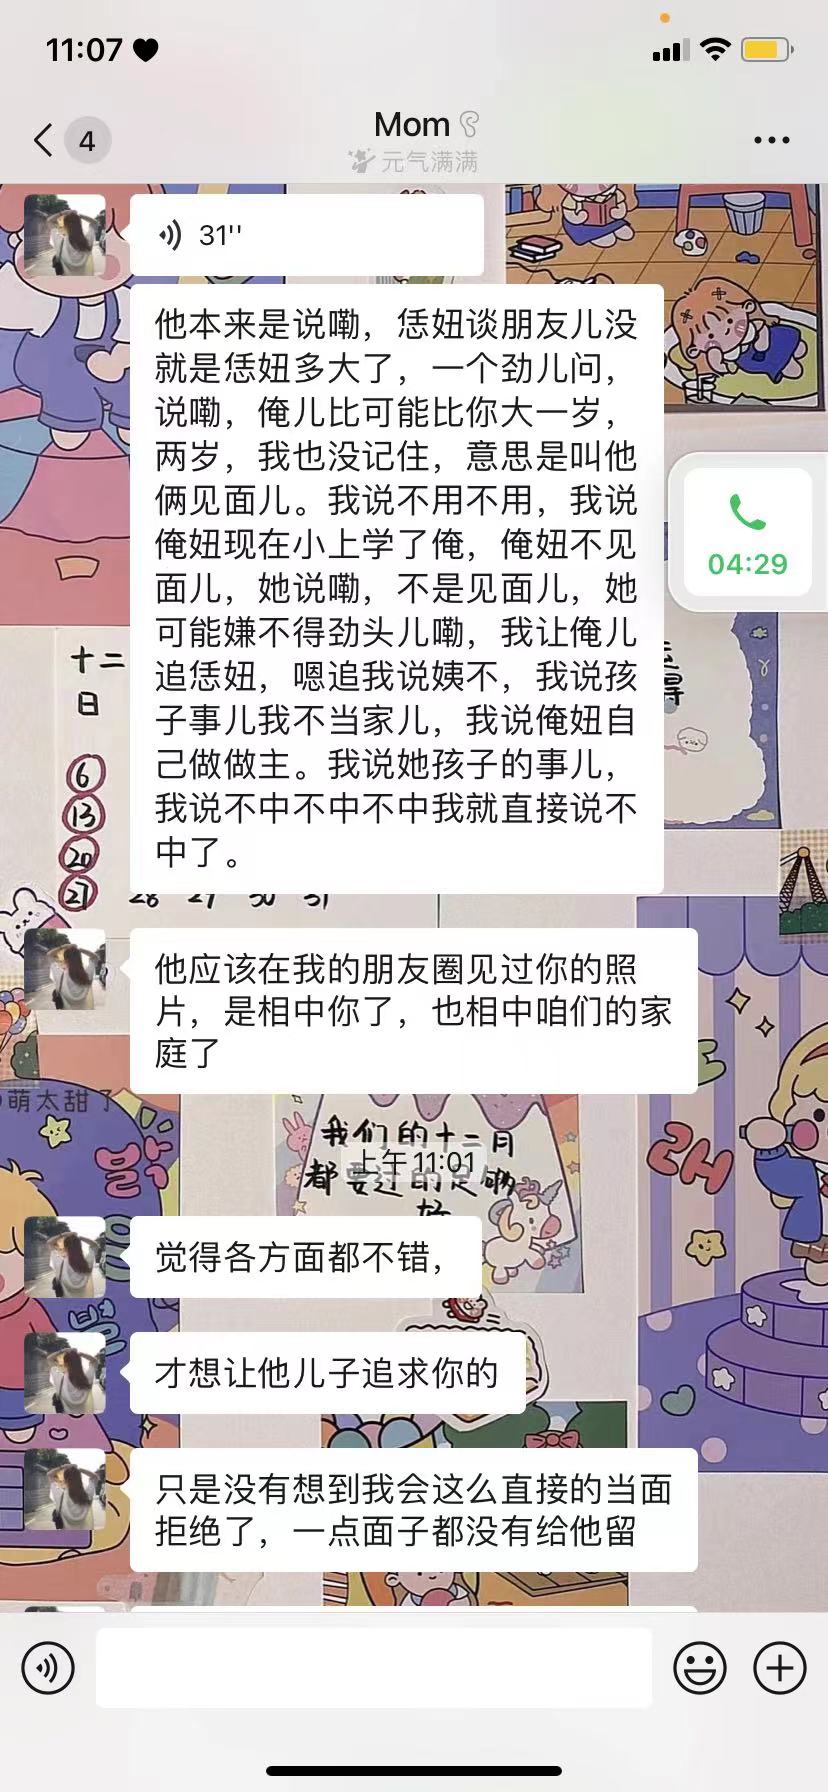 11:07
4
Mom
元气满满
31''
他本来是说嘞，恁妞谈朋友儿没
就是恁妞多大了，一个劲儿问，
说嘞，俺儿比可能比你大一岁，
两岁，我也没记住，意思是叫他
俩见面儿。我说不用不用，我说
俺妞现在小上学了俺，俺妞不见
面儿，她说嘞，不是见面儿，她
可能嫌不得劲头儿嘞，我让俺儿
追恁妞，嗯追我说姨不，我说孩
子事儿我不当家儿，我说俺妞自
己做做主。我说她孩子的事儿，
我说不中不中不中我就直接说不
中了。
04:29
十二
日
6
13
20
27 28 29 30 31
他应该在我的朋友圈见过你的照
片，是相中你了，也相中咱们的家
庭了
萌太甜了
我们的十二月
都要过的足够
好
上午11:01
觉得各方面都不错，
才想让他儿子追求你的
只是没有想到我会这么直接的当面
拒绝了，一点面子都没有给他留